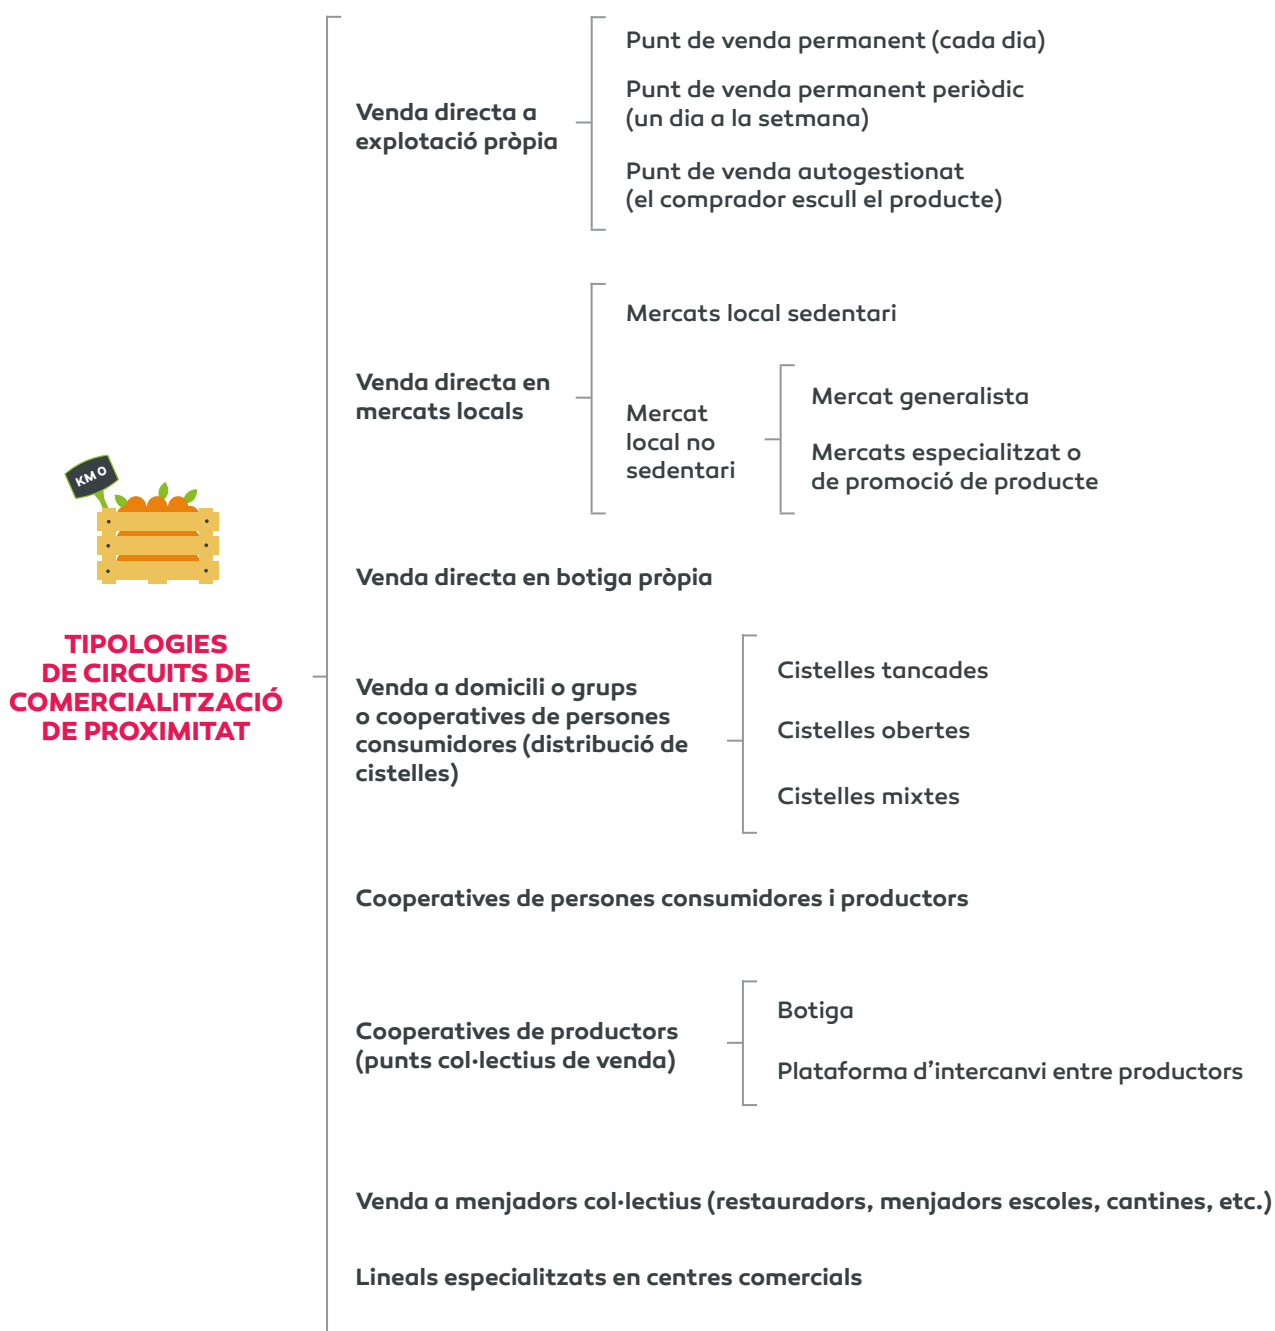 KM 0
TIPOLOGIES
DE CIRCUITS DE
COMERCIALITZACIÓ
DE PROXIMITAT
Venda directa a
explotació pròpia
Punt de venda permanent (cada dia)
Punt de venda permanent periòdic
(un dia a la setmana)
Punt de venda autogestionat
(el comprador escull el producte)
Venda directa en
mercats locals
Mercats local sedentari
Mercat
local no
sedentari
Mercat generalista
Mercats especialitzat o
de promoció de producte
Venda directa en botiga pròpia
Venda a domicili o grups
o cooperatives de persones
consumidores (distribució de
cistelles)
Cistelles tancades
Cistelles obertes
Cistelles mixtes
Cooperatives de persones consumidores i productors
Cooperatives de productors
(punts col·lectius de venda)
Botiga
Plataforma d’intercanvi entre productors
Venda a menjadors col·lectius (restauradors, menjadors escoles, cantines, etc.)
Lineals especialitzats en centres comercials